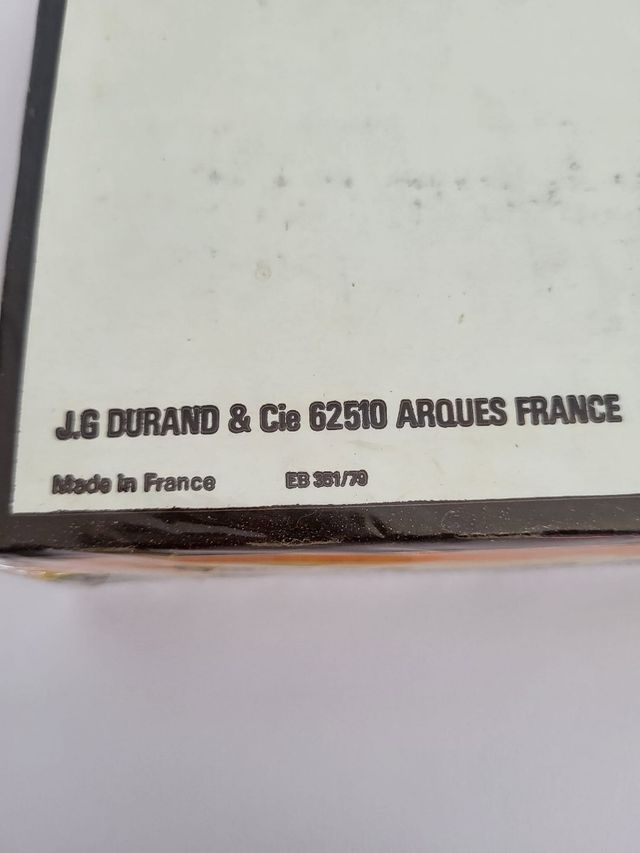 J.G DURAND & Cie 62510 ARQUES FRANCE
Made in France EB 351/79